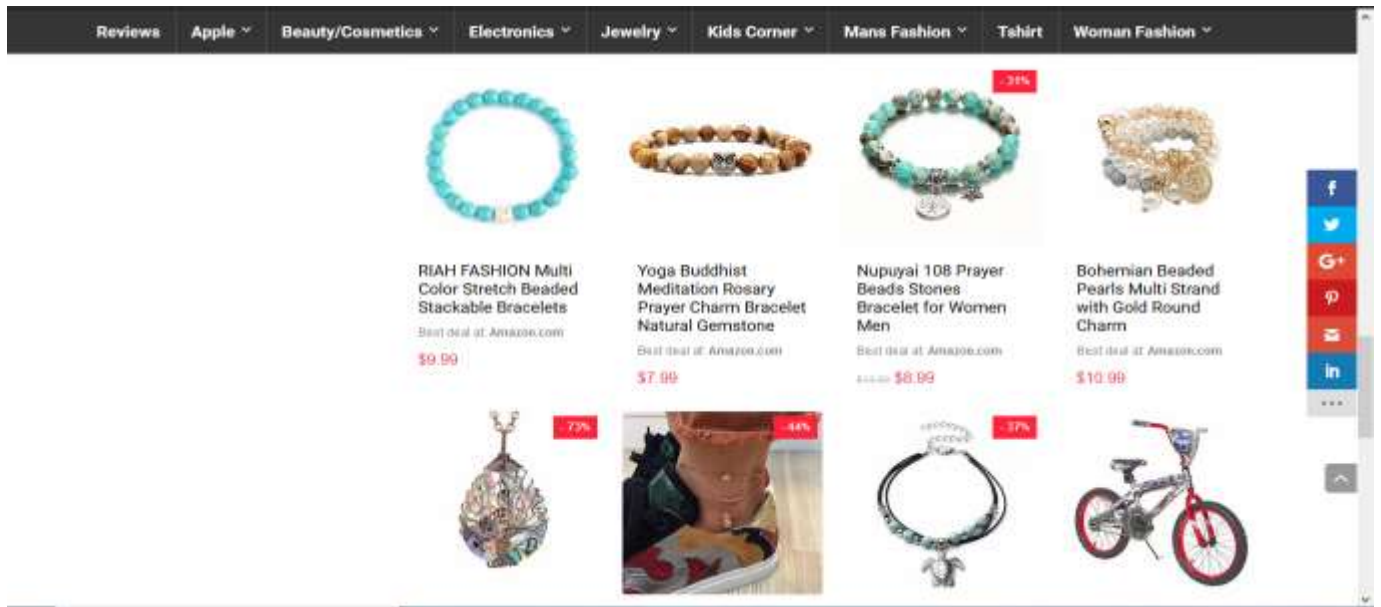 Reviews Apple Beauty/Cosmetics Electronics Jewelry Kids Corner Mans Fashion Tshirt Woman Fashion
- 31%
RIAH FASHION Multi
Color Stretch Beaded
Stackable Bracelets
Best deal at Amazon.com
$9.99
Yoga Buddhist
Meditation Rosary
Prayer Charm Bracelet
Natural Gemstone
Best deal at Amazon.com
$7.99
Nupuyai 108 Prayer
Beads Stones
Bracelet for Women
Men
Best deal at Amazon.com
$8.99
Bohemian Beaded
Pearls Multi Strand
with Gold Round
Charm
Best deal at Amazon.com
$10.99
- 73%
- 44%
- 37%
f
G+
in